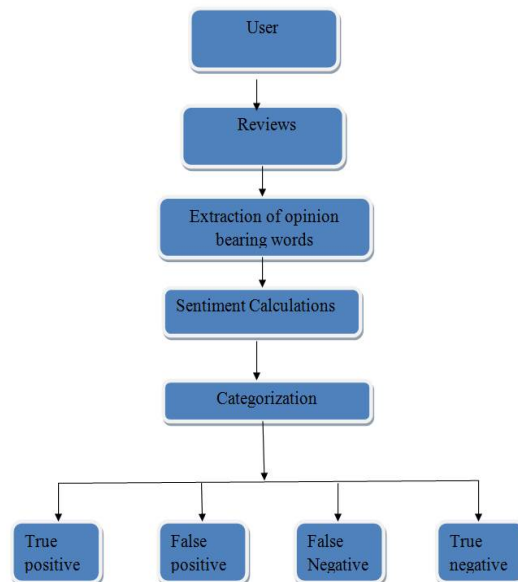 User
Reviews
Extraction of opinion
bearing words
Sentiment Calculations
Categorization
True
positive
False
positive
False
Negative
True
negative